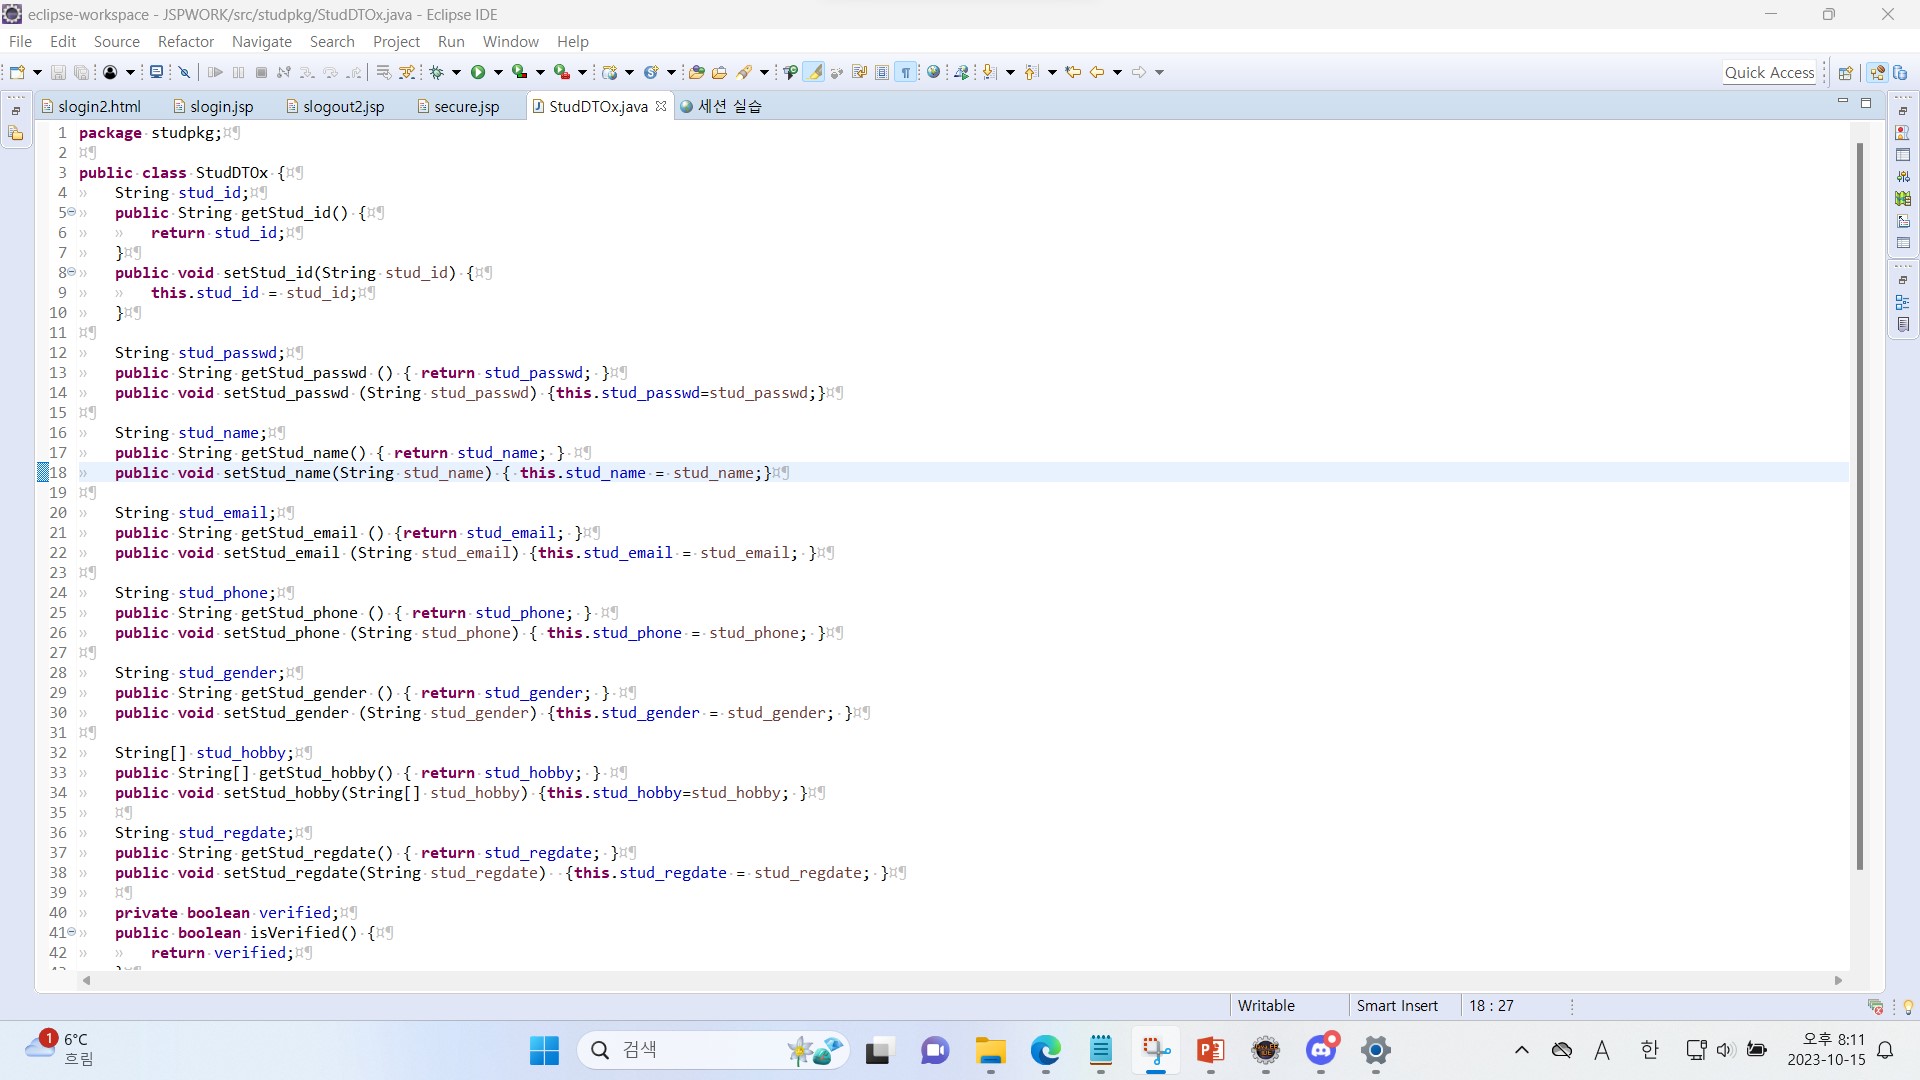 eclipse-workspace - JSPWORK/src/studpkg/StudDTOx.java - Eclipse IDE
File Edit Source Refactor Navigate Search Project Run Window Help
Quick Access
slogin2.html slogin.jsp slogout2.jsp secure.jsp StudDTOx.java 세션 실습
1 package studpkg;
2
3 public class StudDTOx {
4 String stud_id;
5 public String getStud_id() {
6 return stud_id;
7 }
8 public void setStud_id(String stud_id) {
9 this.stud_id = stud_id;
10 }
11
12 String stud_passwd;
13 public String getStud_passwd () { return stud_passwd; }
14 public void setStud_passwd (String stud_passwd) {this.stud_passwd=stud_passwd;}
15
16 String stud_name;
17 public String getStud_name() { return stud_name; }
18 public void setStud_name(String stud_name) { this.stud_name = stud_name;}
19
20 String stud_email;
21 public String getStud_email () {return stud_email; }
22 public void setStud_email (String stud_email) {this.stud_email = stud_email; }
23
24 String stud_phone;
25 public String getStud_phone () { return stud_phone; }
26 public void setStud_phone (String stud_phone) { this.stud_phone = stud_phone; }
27
28 String stud_gender;
29 public String getStud_gender () { return stud_gender; }
30 public void setStud_gender (String stud_gender) {this.stud_gender = stud_gender; }
31
32 String[] stud_hobby;
33 public String[] getStud_hobby() { return stud_hobby; }
34 public void setStud_hobby(String[] stud_hobby) {this.stud_hobby=stud_hobby; }
35
36 String stud_regdate;
37 public String getStud_regdate() { return stud_regdate; }
38 public void setStud_regdate(String stud_regdate)  {this.stud_regdate = stud_regdate; }
39
40 private boolean verified;
41 public boolean isVerified() {
42 return verified;
Writable Smart Insert 18 : 27
1 6°C
흐림
검색
A 한
오후 8:11
2023-10-15